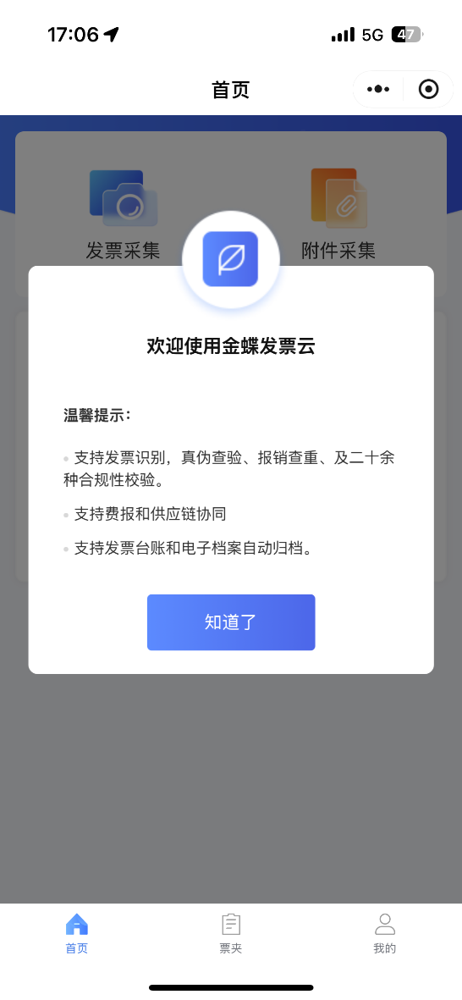 17:06
5G
47
首页
发票采集
附件采集
欢迎使用金蝶发票云
温馨提示：
支持发票识别，真伪查验、报销查重、及二十余
种合规性校验。
支持费报和供应链协同
支持发票台账和电子档案自动归档。
知道了
首页
票夹
我的